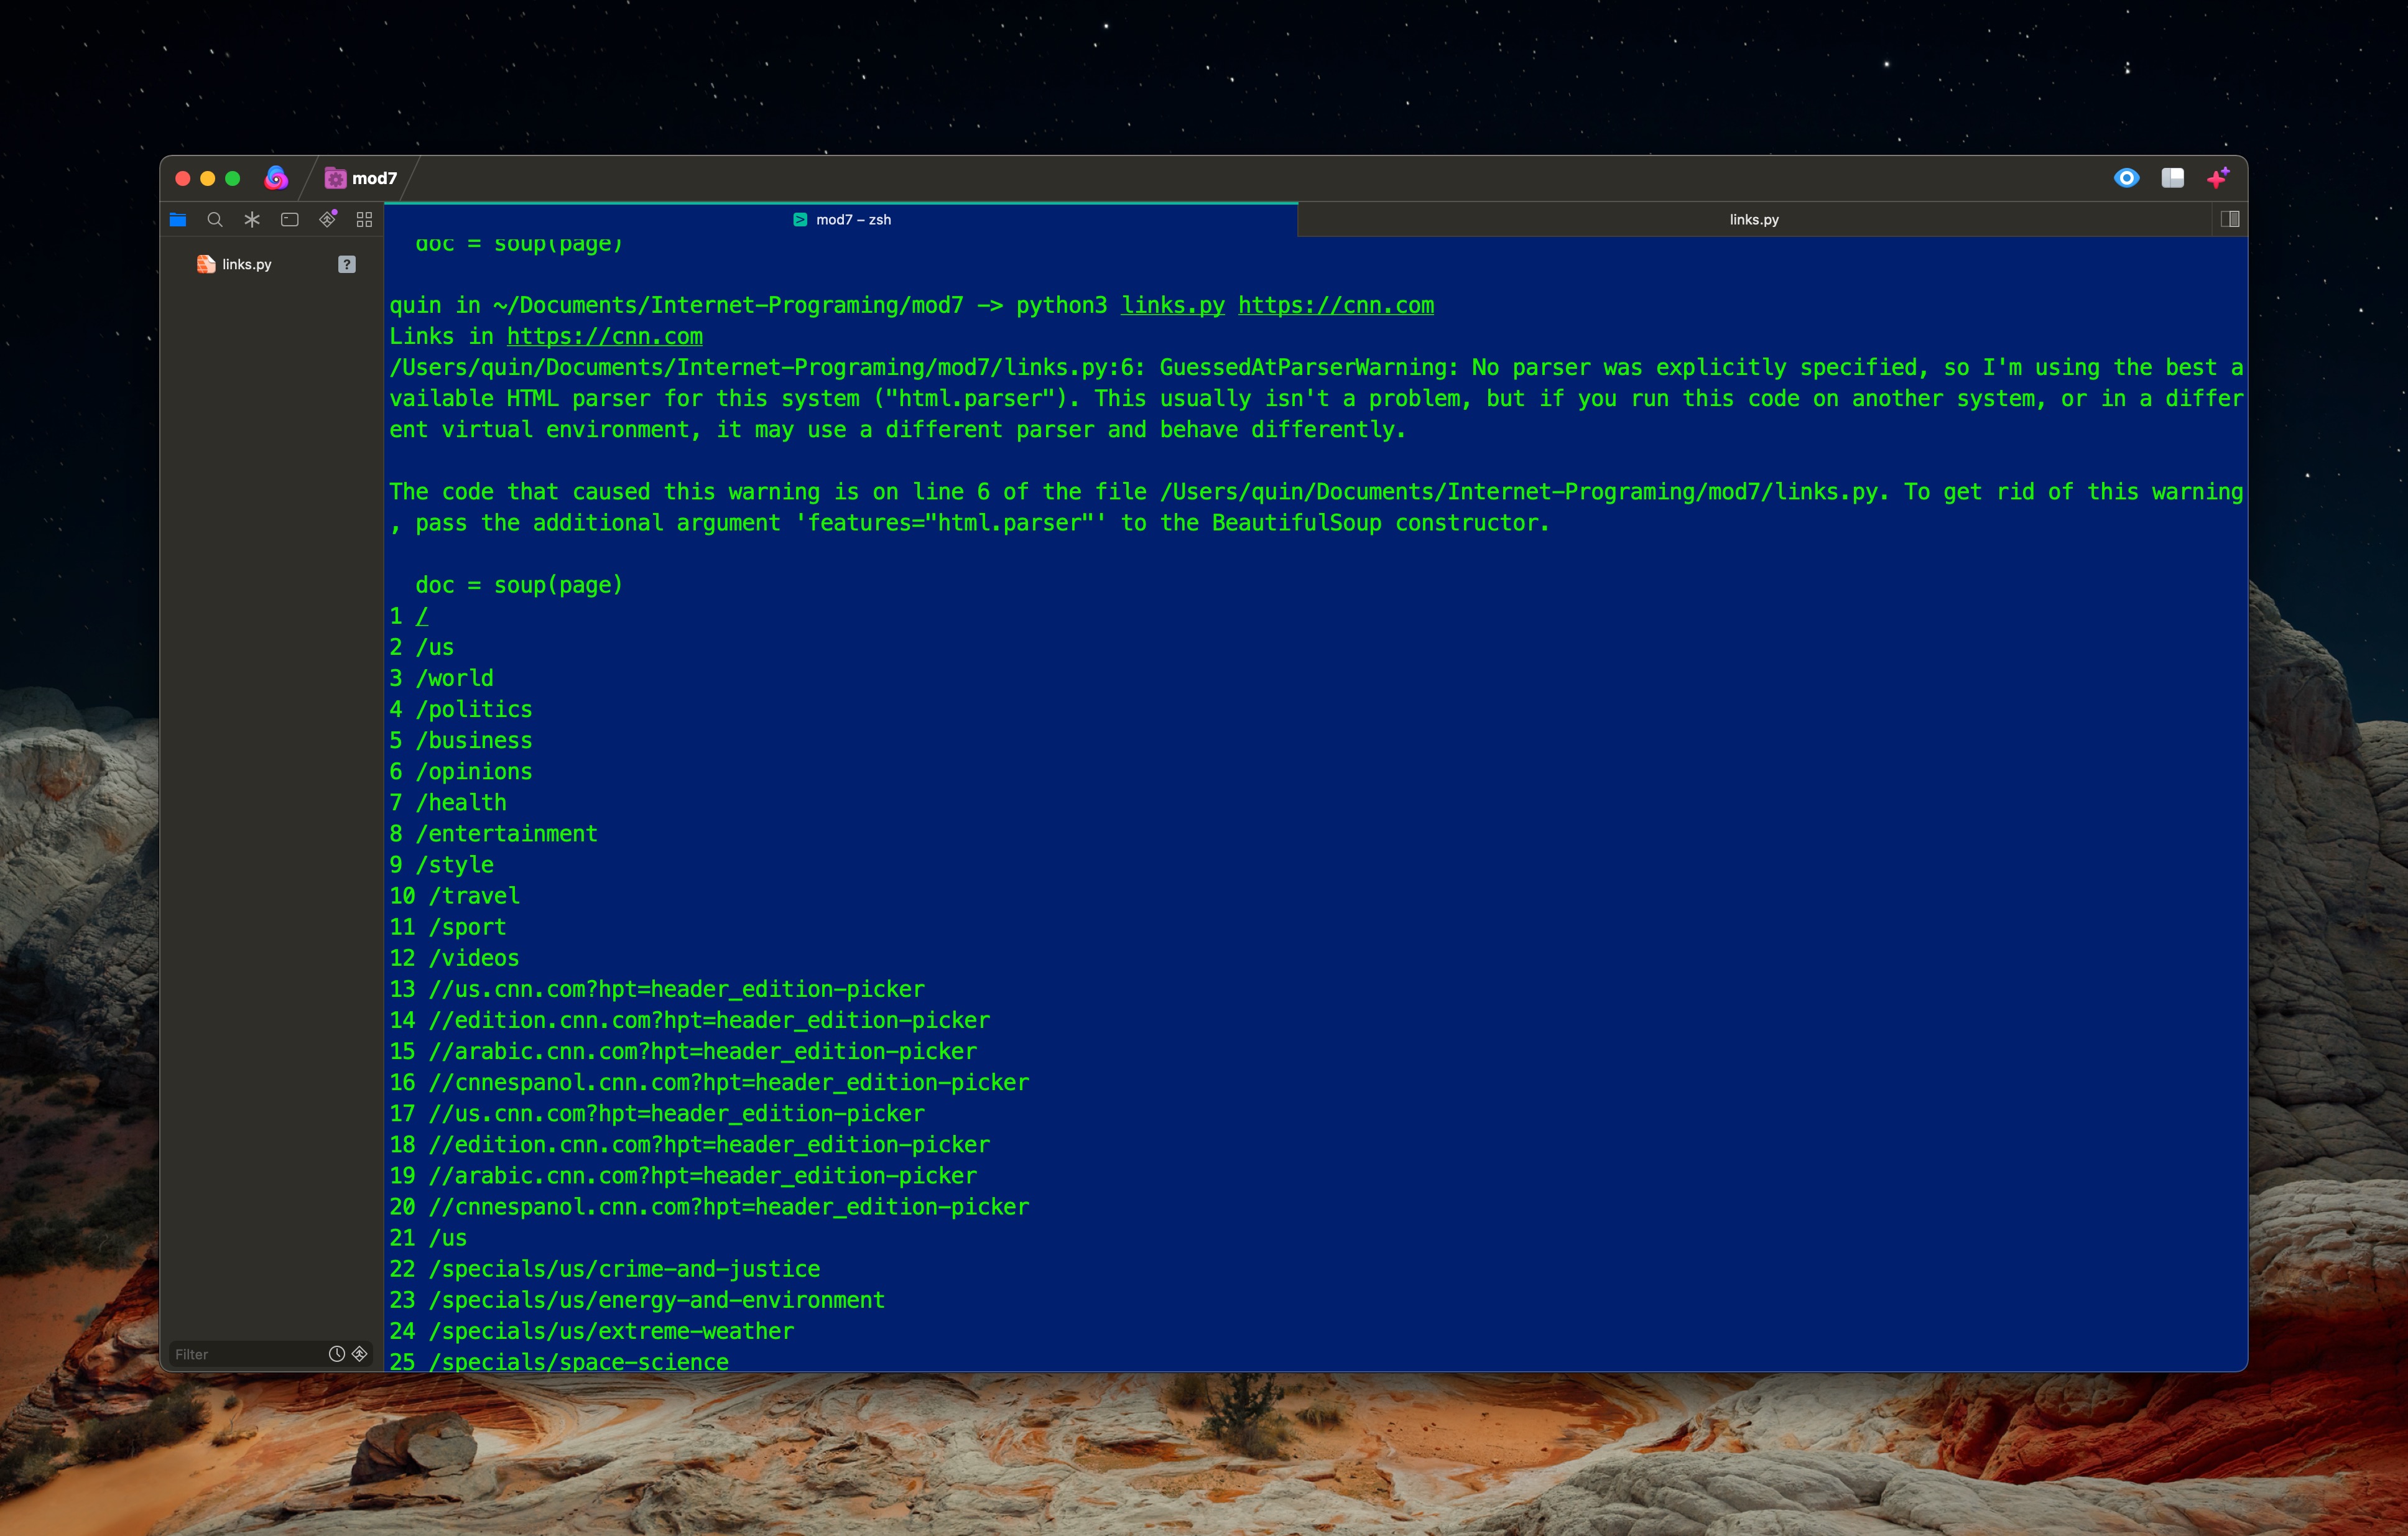 mod7
mod7 – zsh
links.py
links.py
?
doc = soup(page)
quin in ~/Documents/Internet-Programing/mod7 -> python3 links.py https://cnn.com
Links in https://cnn.com
/Users/quin/Documents/Internet-Programing/mod7/links.py:6: GuessedAtParserWarning: No parser was explicitly specified, so I'm using the best a
vailable HTML parser for this system ("html.parser"). This usually isn't a problem, but if you run this code on another system, or in a differ
ent virtual environment, it may use a different parser and behave differently.
The code that caused this warning is on line 6 of the file /Users/quin/Documents/Internet-Programing/mod7/links.py. To get rid of this warning
, pass the additional argument 'features="html.parser"' to the BeautifulSoup constructor.
doc = soup(page)
1 /
2 /us
3 /world
4 /politics
5 /business
6 /opinions
7 /health
8 /entertainment
9 /style
10 /travel
11 /sport
12 /videos
13 //us.cnn.com?hpt=header_edition-picker
14 //edition.cnn.com?hpt=header_edition-picker
15 //arabic.cnn.com?hpt=header_edition-picker
16 //cnnespanol.cnn.com?hpt=header_edition-picker
17 //us.cnn.com?hpt=header_edition-picker
18 //edition.cnn.com?hpt=header_edition-picker
19 //arabic.cnn.com?hpt=header_edition-picker
20 //cnnespanol.cnn.com?hpt=header_edition-picker
21 /us
22 /specials/us/crime-and-justice
23 /specials/us/energy-and-environment
24 /specials/us/extreme-weather
25 /specials/space-science
Filter